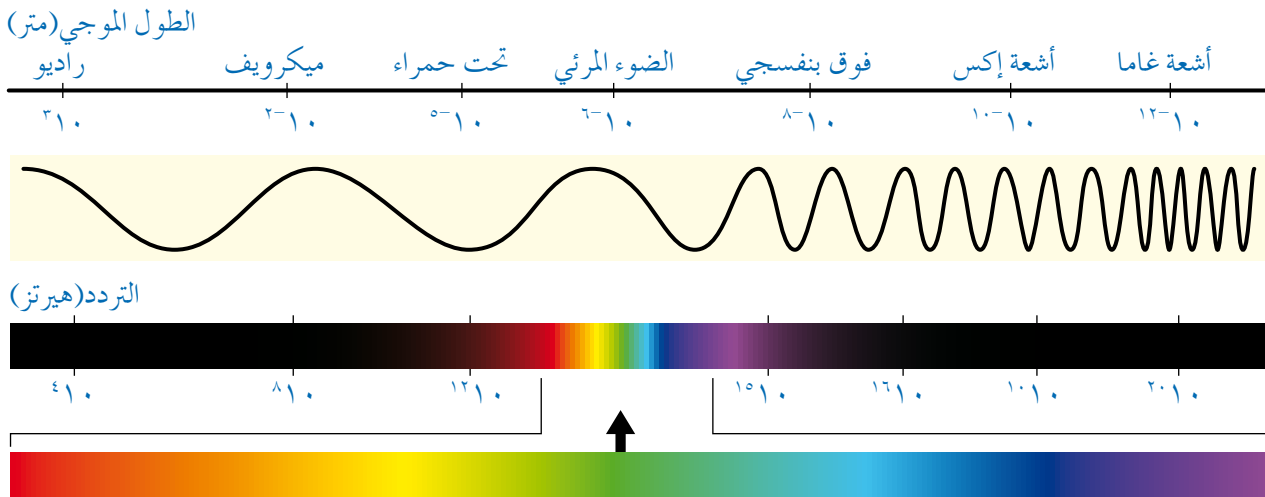 الطول الموجي(متر)
أشعة غاما أشعة إكس فوق بنفسجي الضوء المرئي تحت حمراء ميكرويف راديو
١٠^−١٢ ١٠^−١٠ ١٠^−٨ ١٠^−٦ ١٠^−٥ ١٠^−٢ ١٠^٣
التردد(هيرتز)
١٠^٢٠ ١٠^١٠ ١٠^١٦ ١٠^١٥ ١٠^١٢ ١٠^٨ ١٠^٤